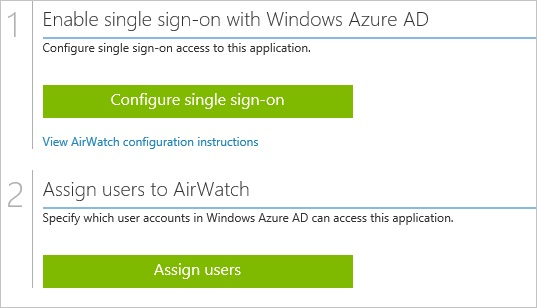 1
Enable single sign-on with Windows Azure AD
Configure single sign-on access to this application.
Configure single sign-on
View AirWatch configuration instructions
2
Assign users to AirWatch
Specify which user accounts in Windows Azure AD can access this application.
Assign users